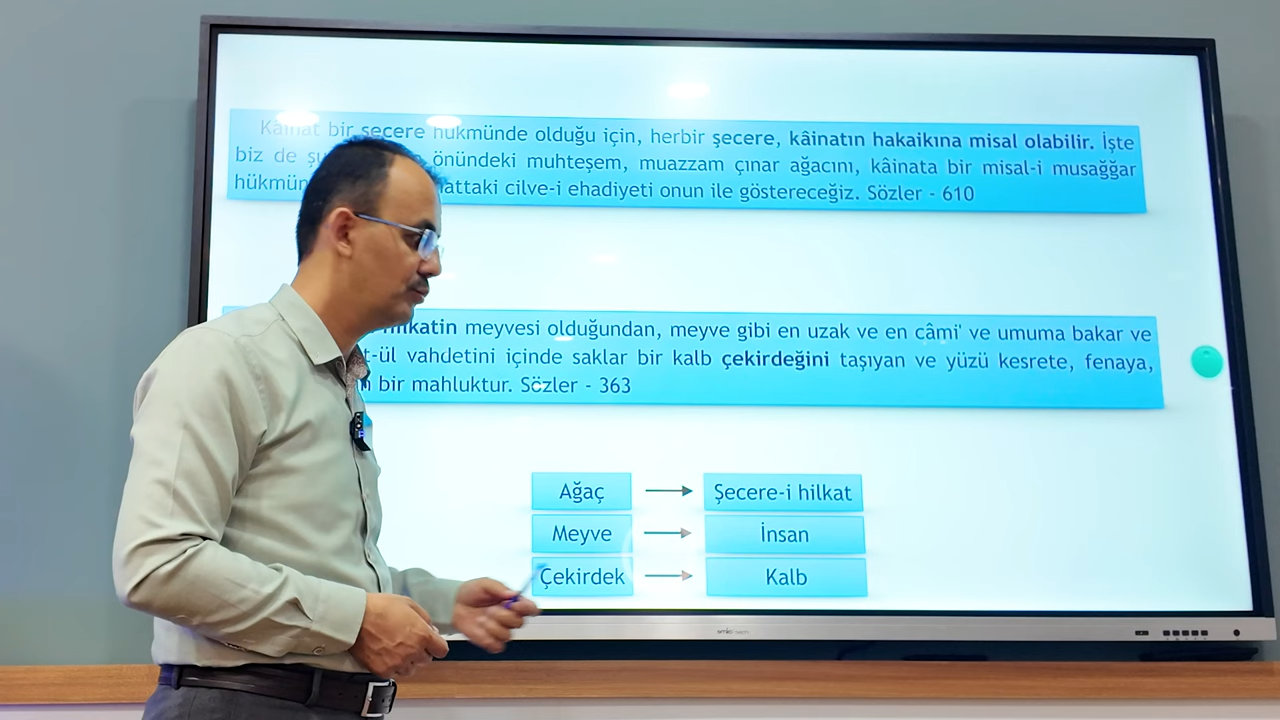 Kâinat bir şecere hükmünde olduğu için, herbir şecere, kâinatın hakaikına misal olabilir. İşte
biz de önündeki muhteşem, muazzam çınar ağacını, kâinata bir misal-i musağğar
cilve-i ehadiyeti onun ile göstereceğiz. Sözler - 610
hilkatin meyvesi olduğundan, meyve gibi en uzak ve en câmi' ve umuma bakar ve
vahdetini içinde saklar bir kalb çekirdeğini taşıyan ve yüzü kesrete, fenaya,
bir mahluktur. Sözler - 363
Ağaç Şecere-i hilkat
Meyve İnsan
Çekirdek Kalb